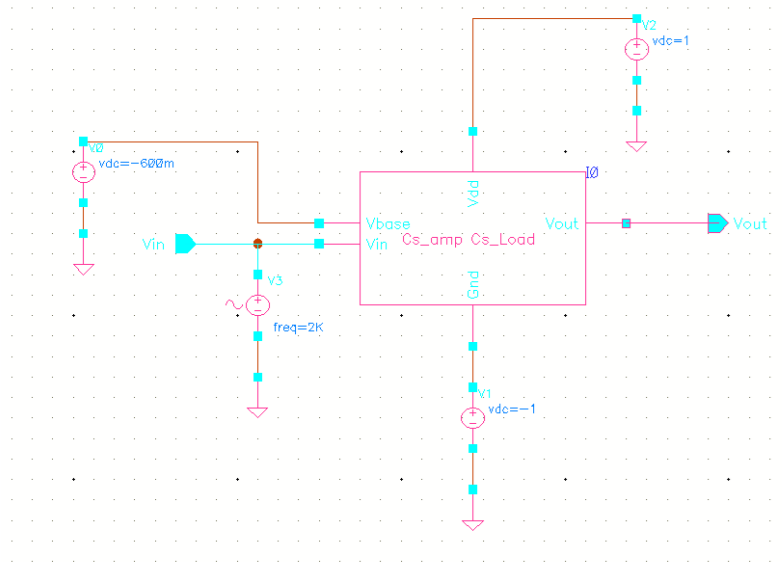 V2
vdc=1
V0
vdc=-600m
I0
Vdd
Vbase
Vout
Vout
Vin
Vin
Cs_amp Cs_Load
Gnd
V3
freq=2K
V1
vdc=-1